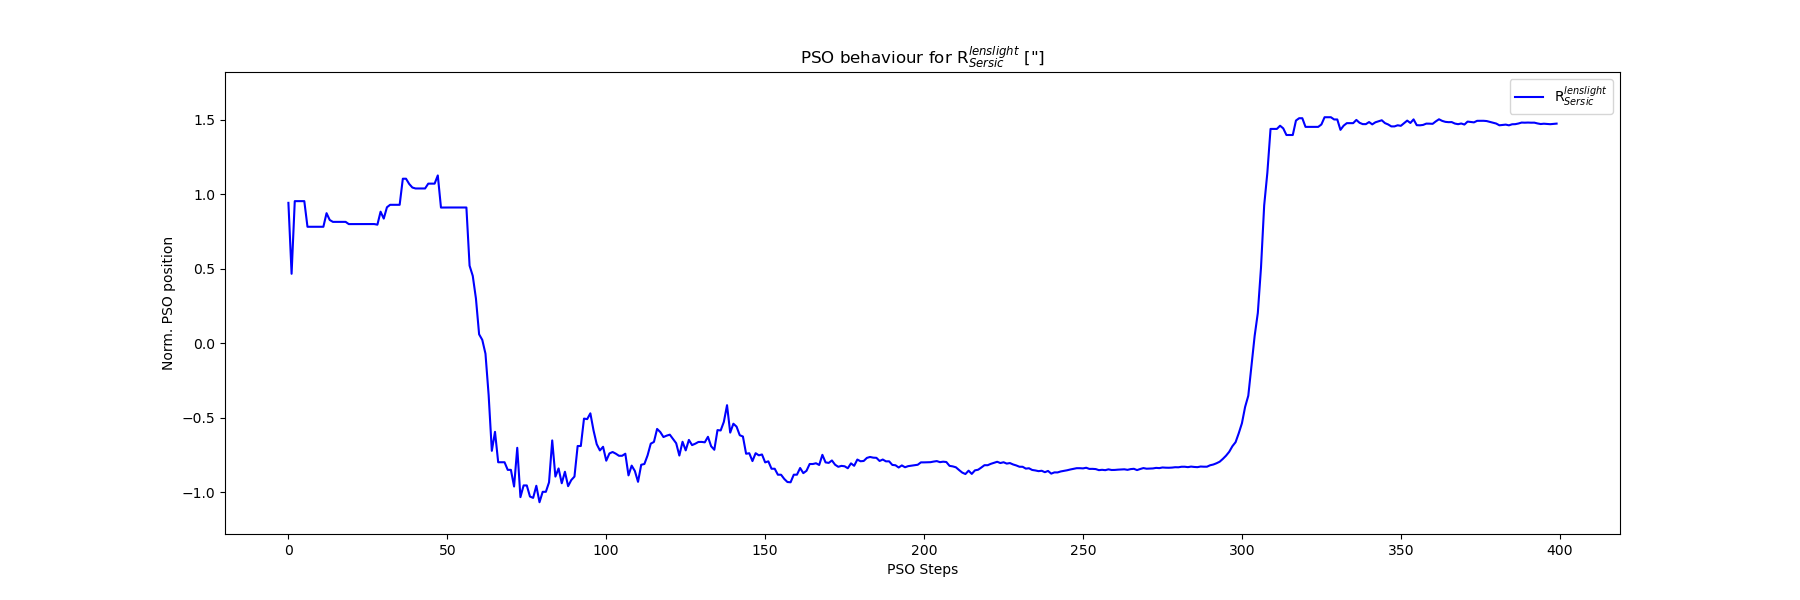 PSO behaviour for R$^{lenslight}_{Sersic}$ ["]
R$^{lenslight}_{Sersic}$
Norm. PSO position
1.5
1.0
0.5
0.0
−0.5
−1.0
0 50 100 150 200 250 300 350 400
PSO Steps